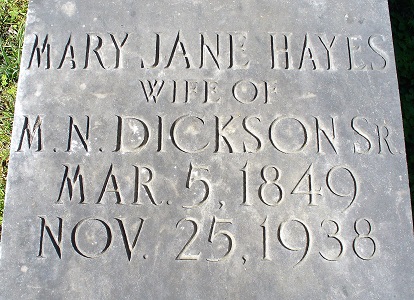 MARY JANE HAYES
WIFE OF
M. N. DICKSON SR
MAR. 5, 1849
NOV. 25, 1938